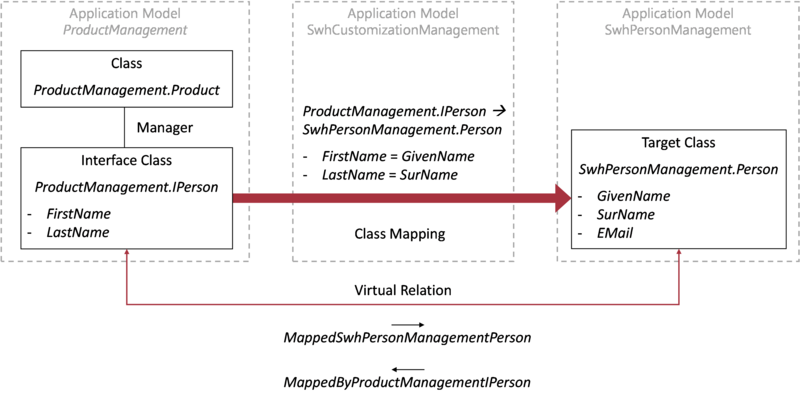 Application Model
ProductManagement
Class
ProductManagement.Product
Manager
Interface Class
ProductManagement.IPerson
- FirstName
- LastName
Application Model
SwhCustomizationManagement
ProductManagement.IPerson →
SwhPersonManagement.Person
- FirstName = GivenName
- LastName = SurName
Class Mapping
Application Model
SwhPersonManagement
Target Class
SwhPersonManagement.Person
- GivenName
- SurName
- EMail
Virtual Relation
MappedSwhPersonManagementPerson
MappedByProductManagementIPerson